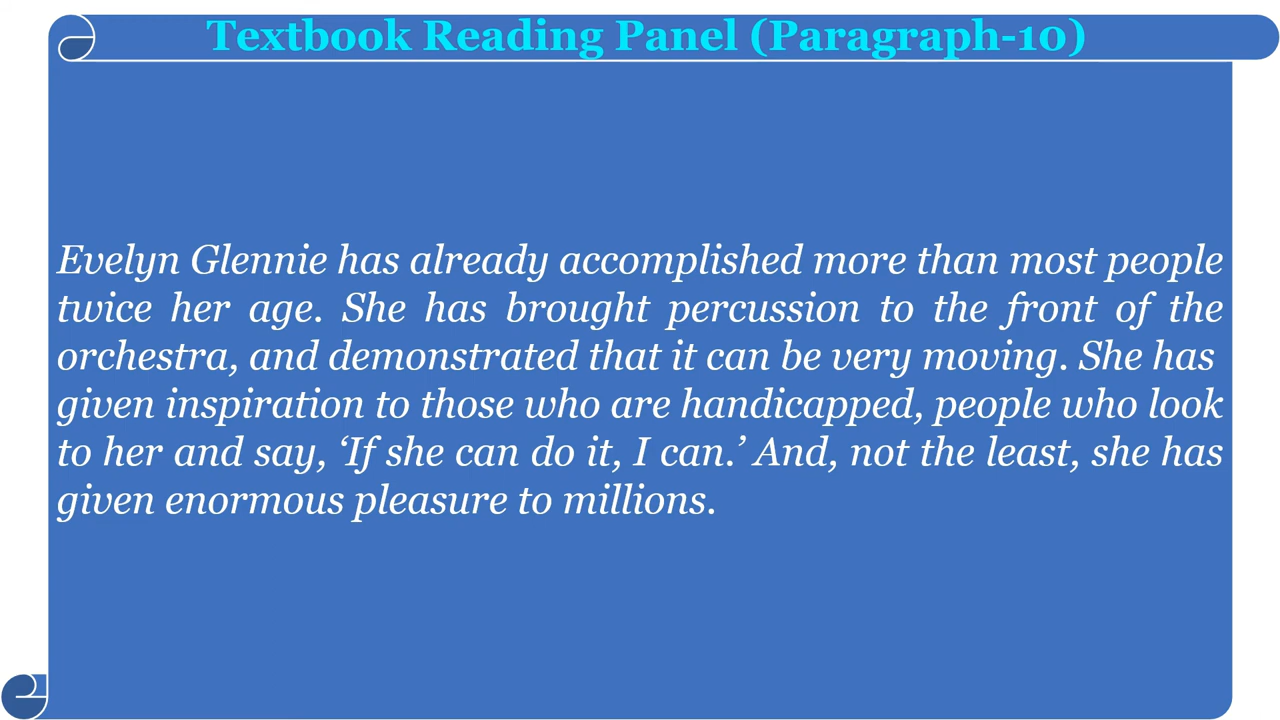 Textbook Reading Panel (Paragraph-10)
Evelyn Glennie has already accomplished more than most people
twice her age. She has brought percussion to the front of the
orchestra, and demonstrated that it can be very moving. She has
given inspiration to those who are handicapped, people who look
to her and say, ‘If she can do it, I can.’ And, not the least, she has
given enormous pleasure to millions.